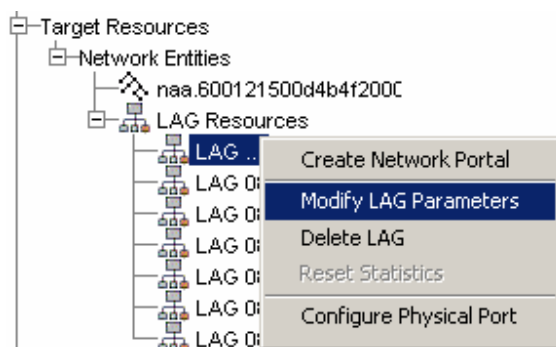 Target Resources
Network Entities
naa.600121500d4b4f2000
LAG Resources
LAG ...
Create Network Portal
LAG 0
Modify LAG Parameters
LAG 0
Delete LAG
LAG 0
Reset Statistics
LAG 0
LAG 0
Configure Physical Port
LAG 0